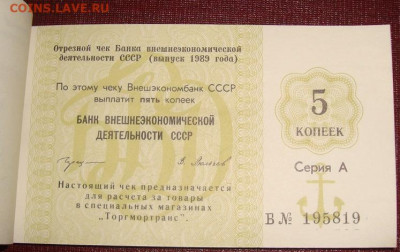 COINS.LAVE.RU
Отрезной чек Банка внешнеэкономической
деятельности СССР (выпуск 1989 года)
По этому чеку Внешэкономбанк СССР
выплатит пять копеек
БАНК ВНЕШНЕЭКОНОМИЧЕСКОЙ
ДЕЯТЕЛЬНОСТИ СССР
Настоящий чек предназначается
для расчета за товары
в специальных магазинах
„Торгмортранс".
5
КОПЕЕК
Серия А
В № 195819